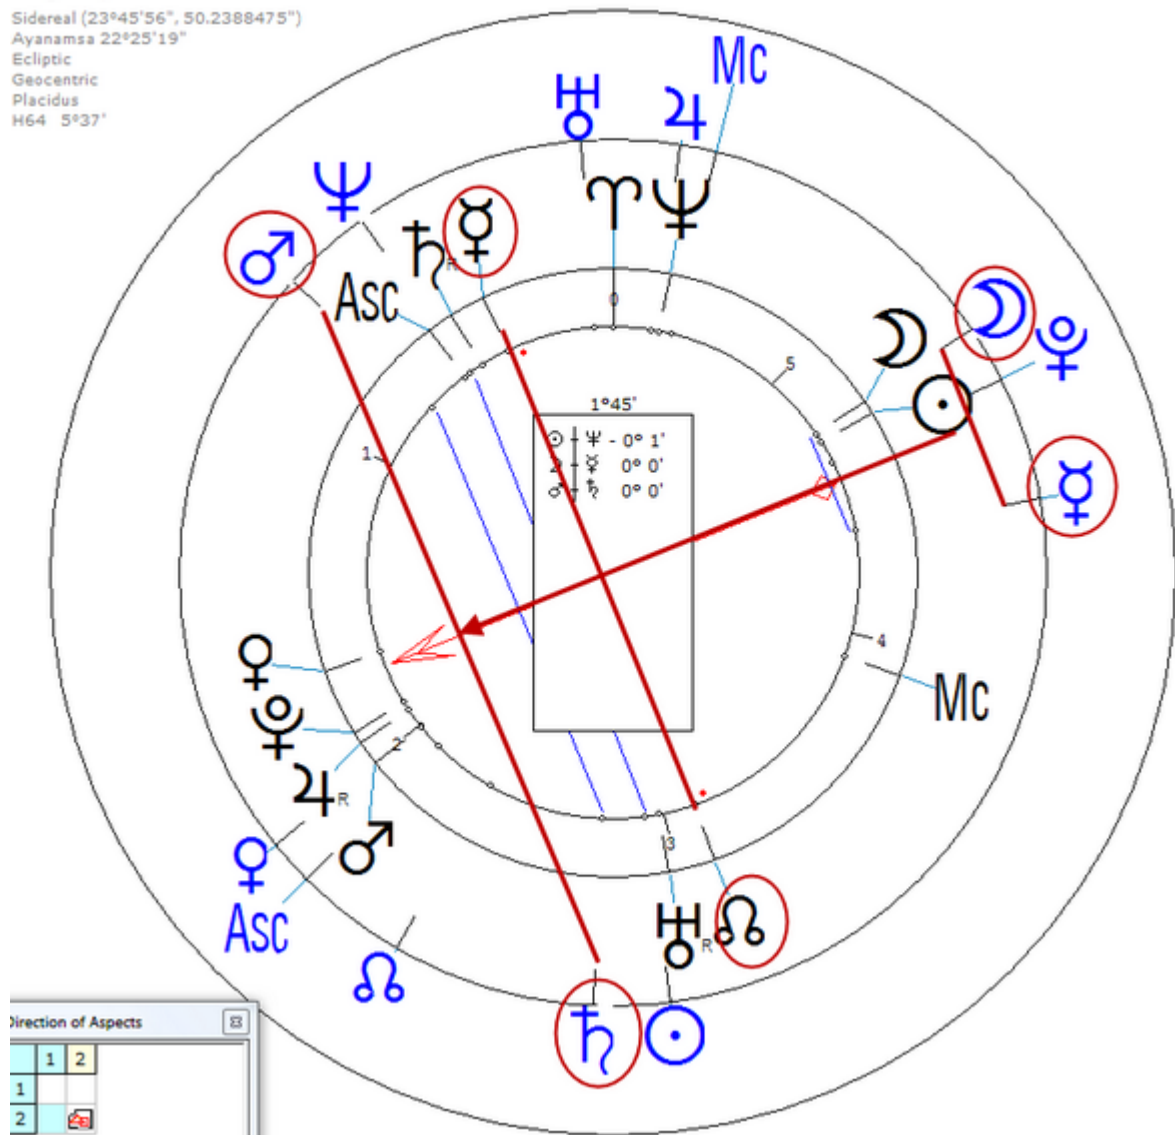 Sidereal (23°45'56", 50.2388475")
Ayanamsa 22°25'19"
Ecliptic
Geocentric
Placidus
H64 5°37'
Mc
♅ ♃
♆ ♄ R ☿ ♈ ♆
♂ Asc 0
☽ ☽ ♇
5 ☉
1°45'
☉ ♆ - 0° 1'
☿ 0° 0'
♂ ♄ 0° 0'
1
☿
4
♀
Mc
♇
2
♃ R
♂
3
♀
Asc
♅ R ☊
☊
♄ ☉
Direction of Aspects
1 2
1
2